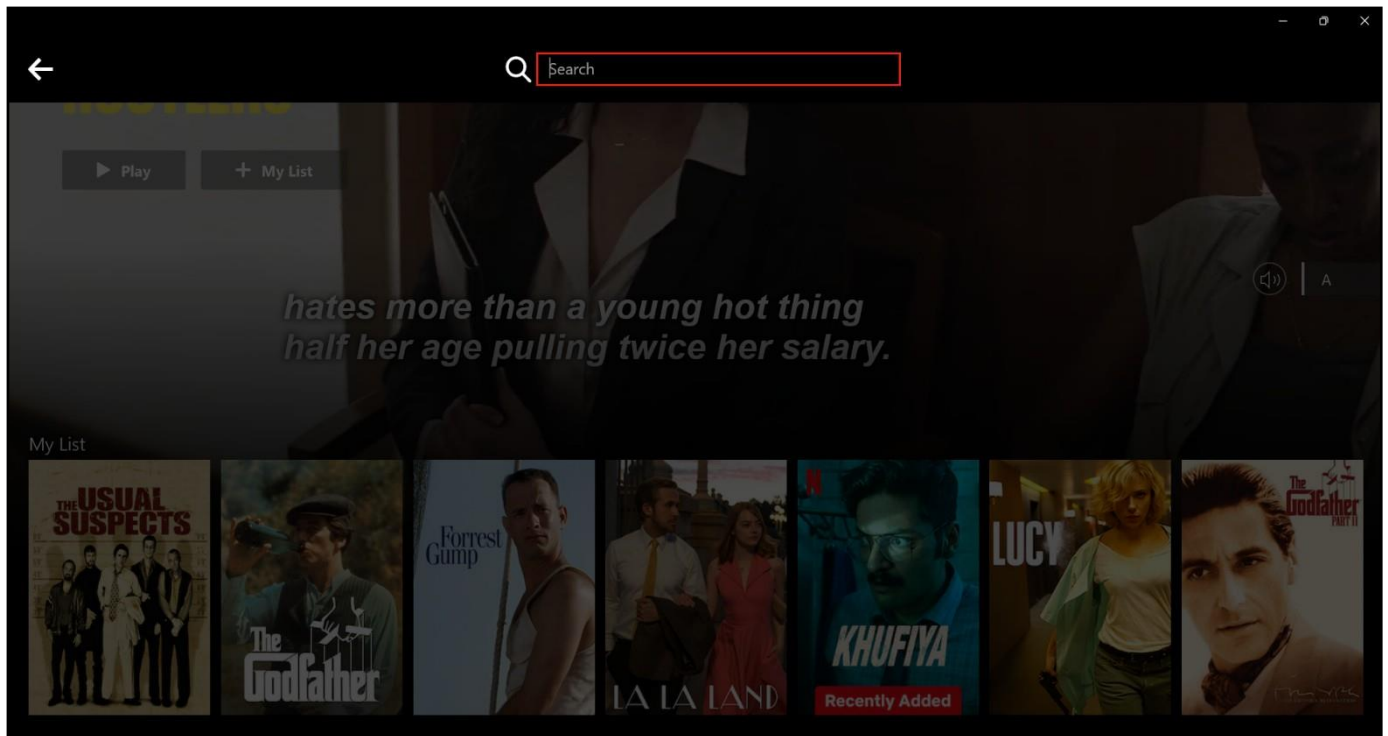 Search
HUSTLERS
Play
My List
hates more than a young hot thing
half her age pulling twice her salary.
A
My List
THE USUAL
SUSPECTS
The
Godfather
Forrest
Gump
LA LA LAND
N
KHUFIYA
Recently Added
LUCY
The
Godfather
PART II